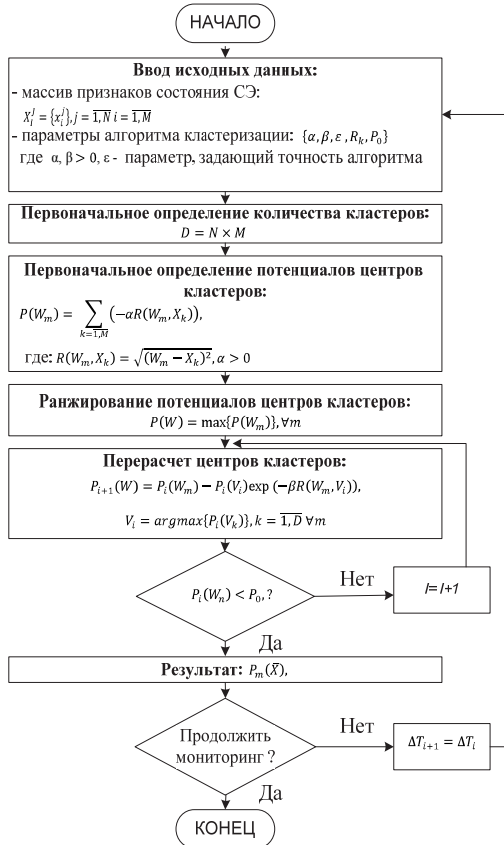 НАЧАЛО
Ввод исходных данных:
- массив признаков состояния СЭ:
X_i^j = {x_i^j}, j = \overline{1, N} i = \overline{1, M}
- параметры алгоритма кластеризации: {α, β, ε , R_k, P_0}
где α, β > 0, ε - параметр, задающий точность алгоритма
Первоначальное определение количества кластеров:
D = N × M
Первоначальное определение потенциалов центров
кластеров:
P(W_m) = ∑_{k=\overline{1,M}} (−αR(W_m, X_k)),
где: R(W_m, X_k) = √(W_m − X_k)^2, α > 0
Ранжирование потенциалов центров кластеров:
P(W) = max{P(W_m)}, ∀m
Перерасчет центров кластеров:
P_{i+1}(W) = P_i(W_m) − P_i(V_i)exp (−βR(W_m, V_i)),
V_i = argmax{P_i(V_k)}, k = \overline{1, D} ∀m
P_i(W_n) < P_0, ?
Нет
I=I+1
Да
Результат: P_m(X̄),
Продолжить
мониторинг ?
Нет
ΔT_{i+1} = ΔT_i
Да
КОНЕЦ